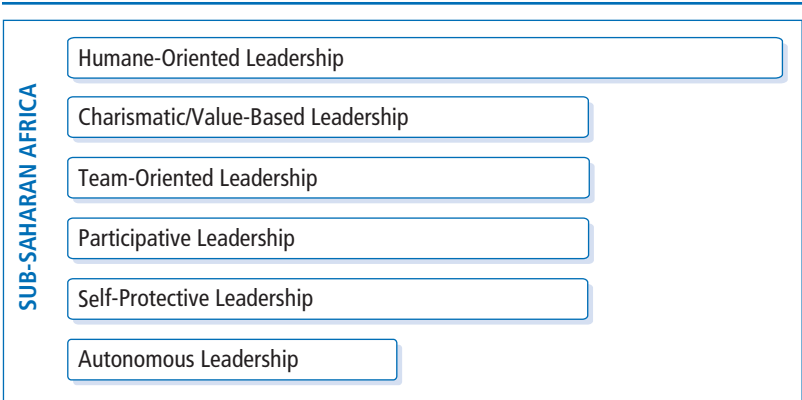 SUB-SAHARAN AFRICA
Humane-Oriented Leadership
Charismatic/Value-Based Leadership
Team-Oriented Leadership
Participative Leadership
Self-Protective Leadership
Autonomous Leadership